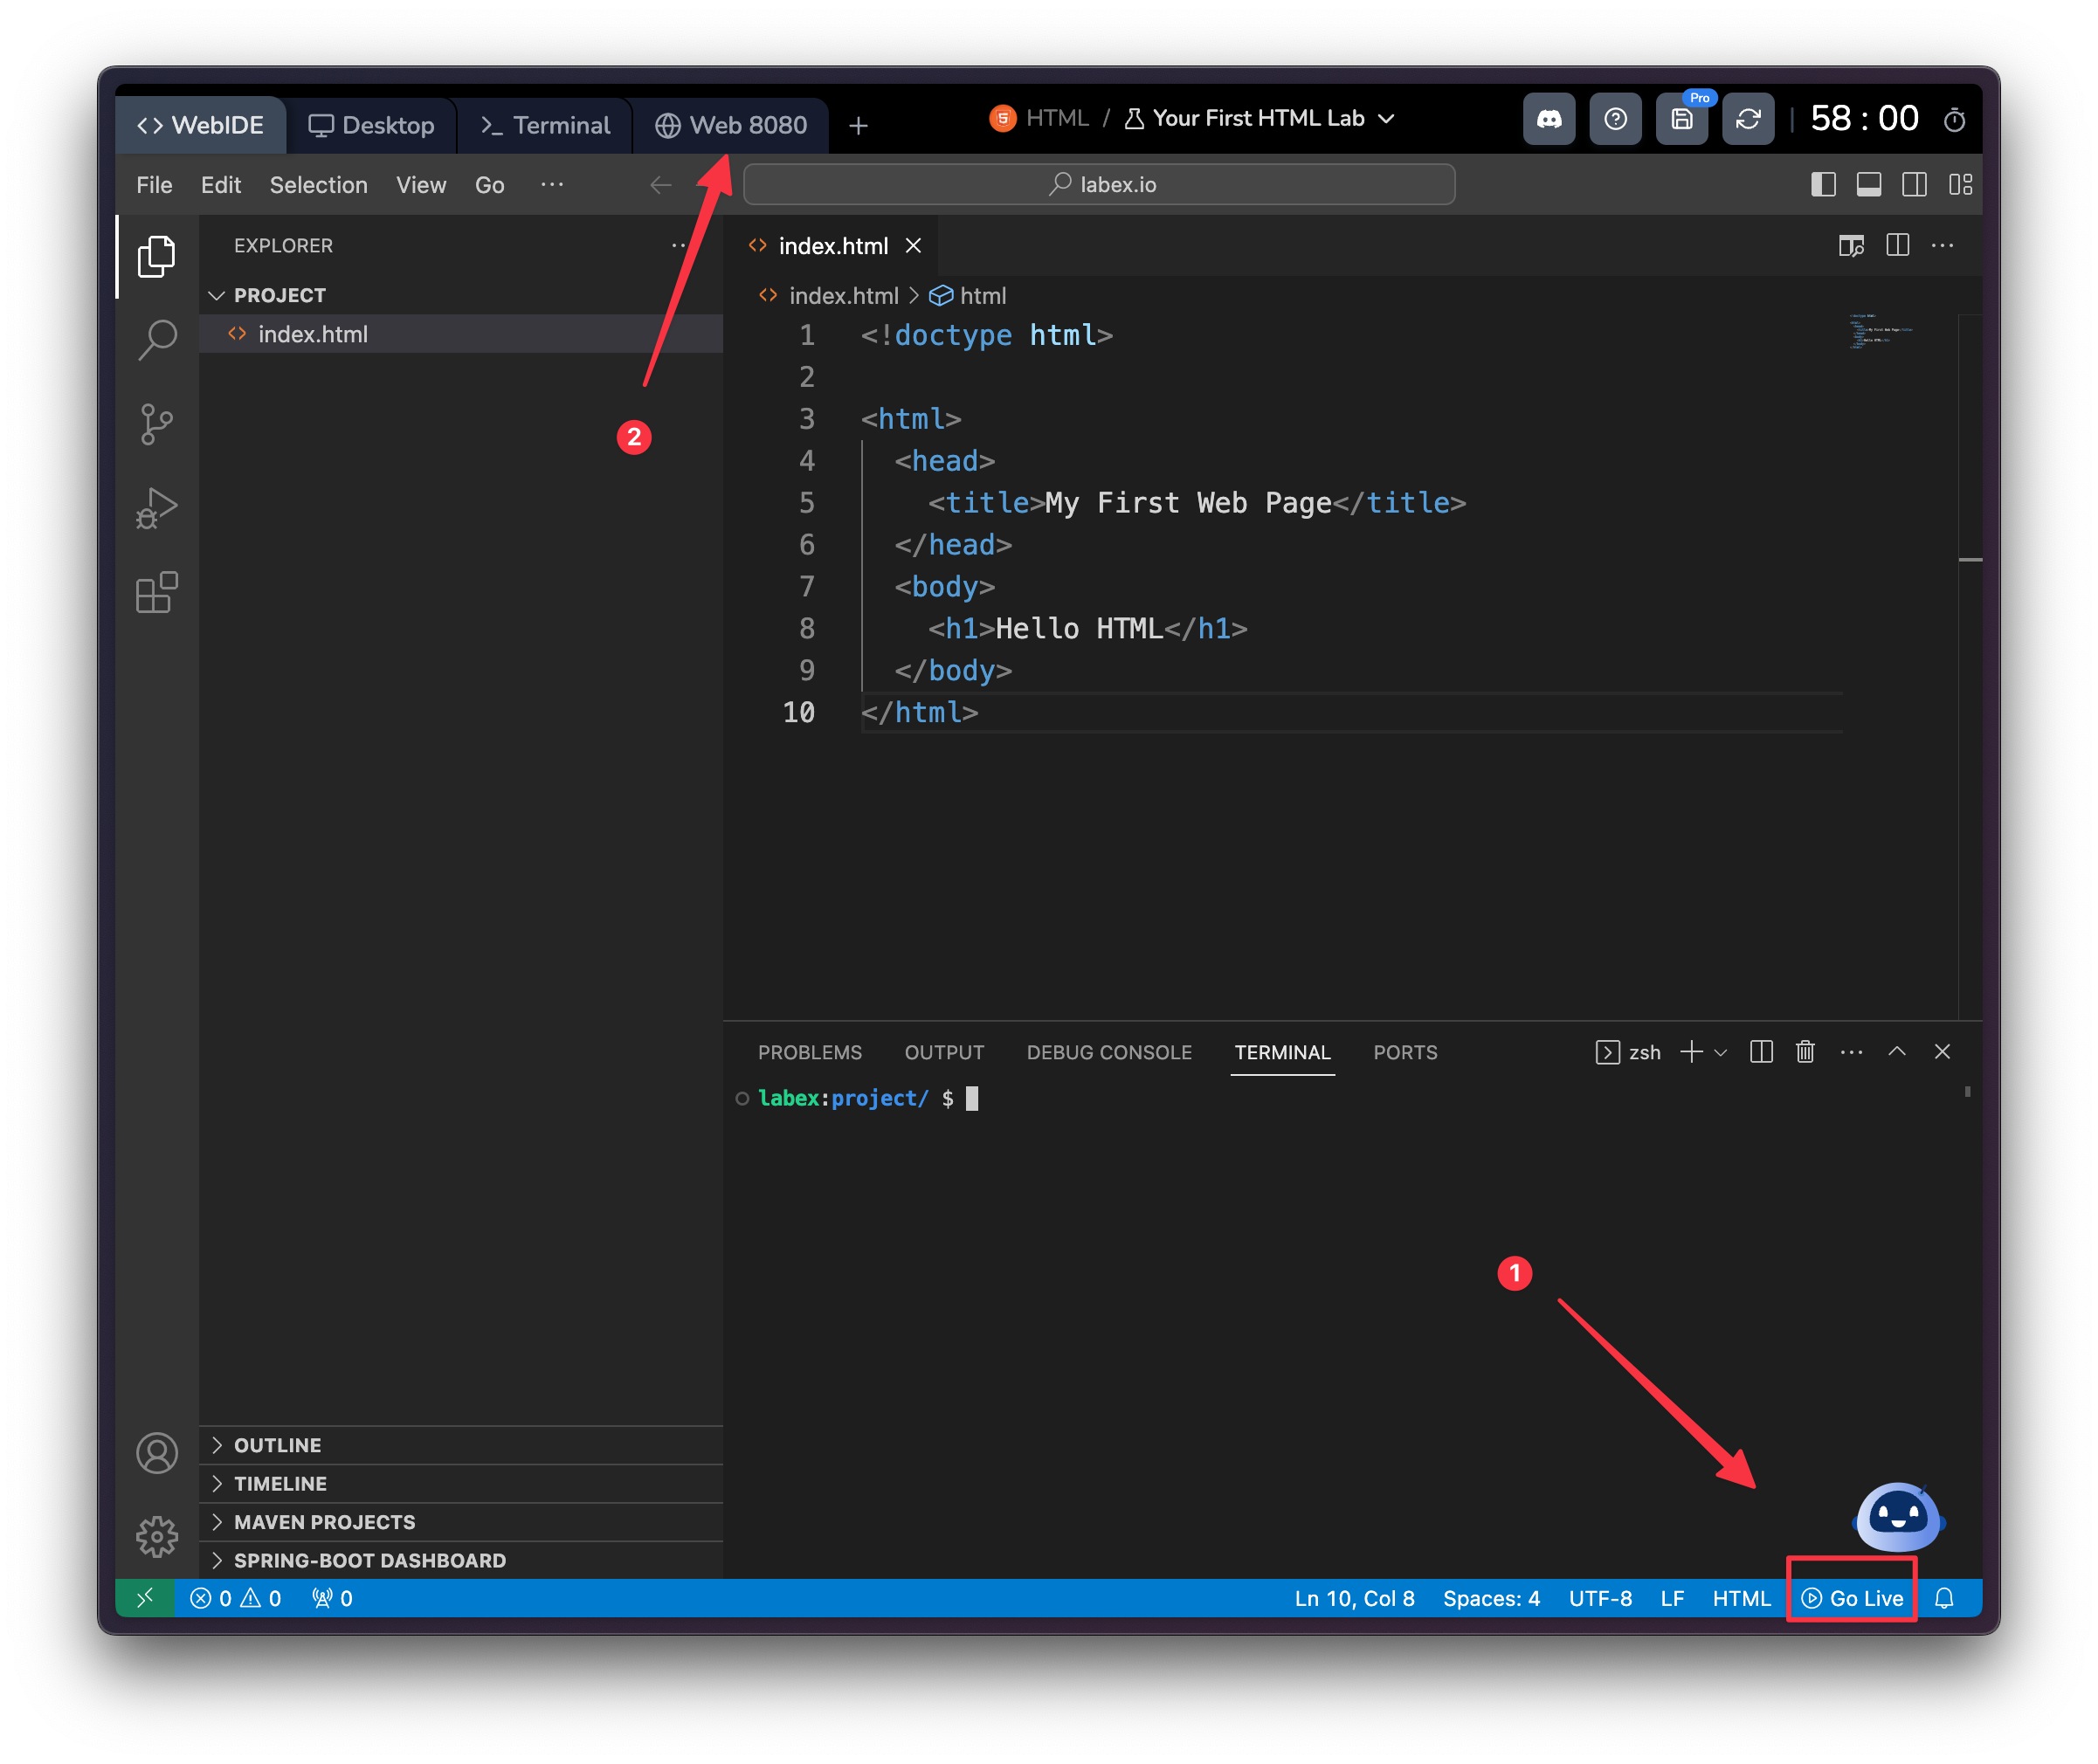 WebIDE Desktop >_ Terminal Web 8080 + HTML / Your First HTML Lab Pro 58 : 00
File Edit Selection View Go ··· labex.io
EXPLORER
PROJECT
index.html
2
index.html
index.html > html
1 <!doctype html>
2
3 <html>
4 <head>
5 <title>My First Web Page</title>
6 </head>
7 <body>
8 <h1>Hello HTML</h1>
9 </body>
10 </html>
PROBLEMS OUTPUT DEBUG CONSOLE TERMINAL PORTS zsh
labex:project/ $
1
OUTLINE
TIMELINE
MAVEN PROJECTS
SPRING-BOOT DASHBOARD
0 0 0 Ln 10, Col 8 Spaces: 4 UTF-8 LF HTML Go Live